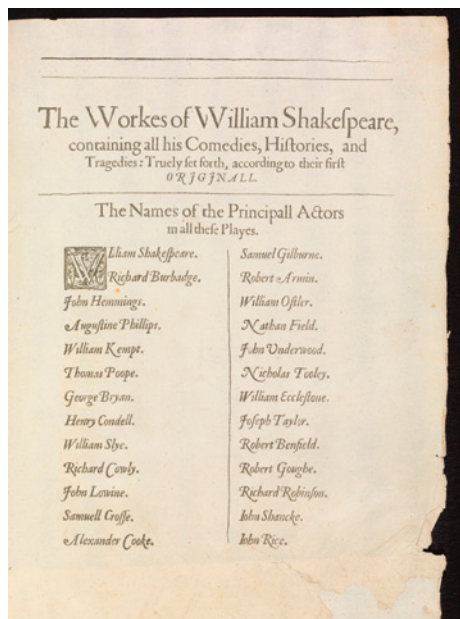 The Workes of William Shakeſpeare,
containing all his Comedies, Hiſtories, and
Tragedies: Truely ſet forth, according to their firſt
ORJGJNALL.
The Names of the Principall Actors
in all theſe Playes.
William Shakeſpeare.
Richard Burbadge.
John Hemmings.
Auguſtine Phillips.
William Kempt.
Thomas Poope.
George Bryan.
Henry Condell.
William Slye.
Richard Cowly.
John Lowine.
Samuell Croſſe.
Alexander Cooke.
Samuel Gilburne.
Robert Armin.
William Oſtler.
Nathan Field.
John Underwood.
Nicholas Tooley.
William Eccleſtone.
Joſeph Taylor.
Robert Benfield.
Robert Goughe.
Richard Robinſon.
Iohn Shancke.
Iohn Rice.